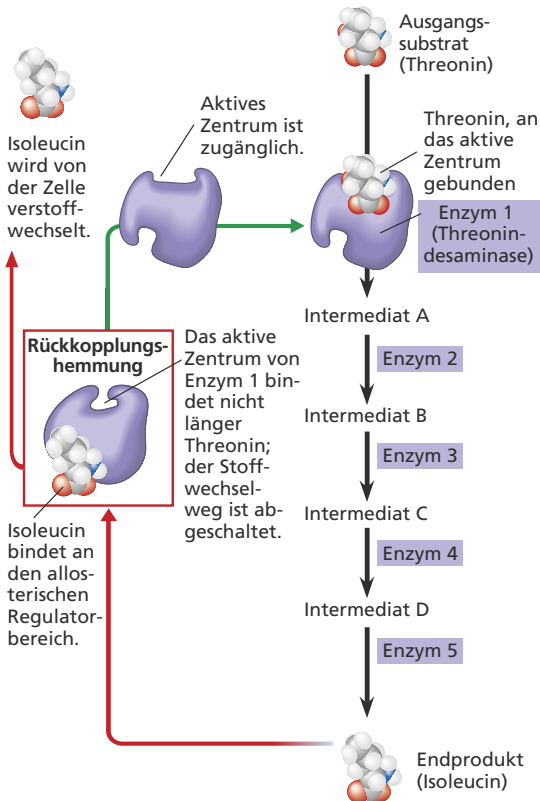 Ausgangs-
substrat
(Threonin)
Aktives
Zentrum ist
zugänglich.
Threonin, an
das aktive
Zentrum
gebunden
Isoleucin
wird von
der Zelle
verstoff-
wechselt.
Enzym 1
(Threonin-
desaminase)
Intermediat A
Rückkopplungs-
hemmung
Das aktive
Zentrum von
Enzym 1 bin-
det nicht
länger
Threonin;
der Stoff-
wechsel-
weg ist ab-
geschaltet.
Enzym 2
Intermediat B
Enzym 3
Intermediat C
Isoleucin
bindet an
den allos-
terischen
Regulator-
bereich.
Enzym 4
Intermediat D
Enzym 5
Endprodukt
(Isoleucin)